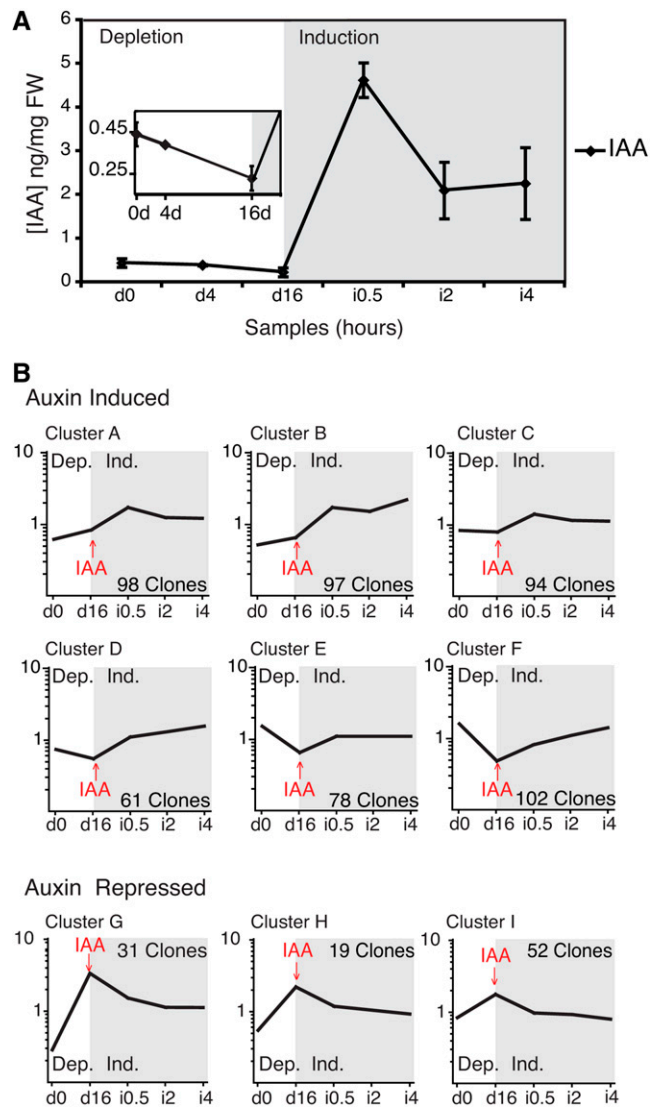 A
6
5
4
3
2
1
0
[IAA] ng/mg FW
Depletion
Induction
0.45
0.25
0d 4d 16d
IAA
d0 d4 d16 i0.5 i2 i4
Samples (hours)
B
Auxin Induced
Cluster A
10
1
Dep. Ind.
IAA
98 Clones
d0 d16 i0.5 i2 i4
Cluster B
10
1
Dep. Ind.
IAA
97 Clones
d0 d16 i0.5 i2 i4
Cluster C
10
1
Dep. Ind.
IAA
94 Clones
d0 d16 i0.5 i2 i4
Cluster D
10
1
Dep. Ind.
IAA
61 Clones
d0 d16 i0.5 i2 i4
Cluster E
10
1
Dep. Ind.
IAA
78 Clones
d0 d16 i0.5 i2 i4
Cluster F
10
1
Dep. Ind.
IAA
102 Clones
d0 d16 i0.5 i2 i4
Auxin Repressed
Cluster G
10
1
IAA
31 Clones
Dep. Ind.
d0 d16 i0.5 i2 i4
Cluster H
10
1
IAA
19 Clones
Dep. Ind.
d0 d16 i0.5 i2 i4
Cluster I
10
1
IAA
52 Clones
Dep. Ind.
d0 d16 i0.5 i2 i4